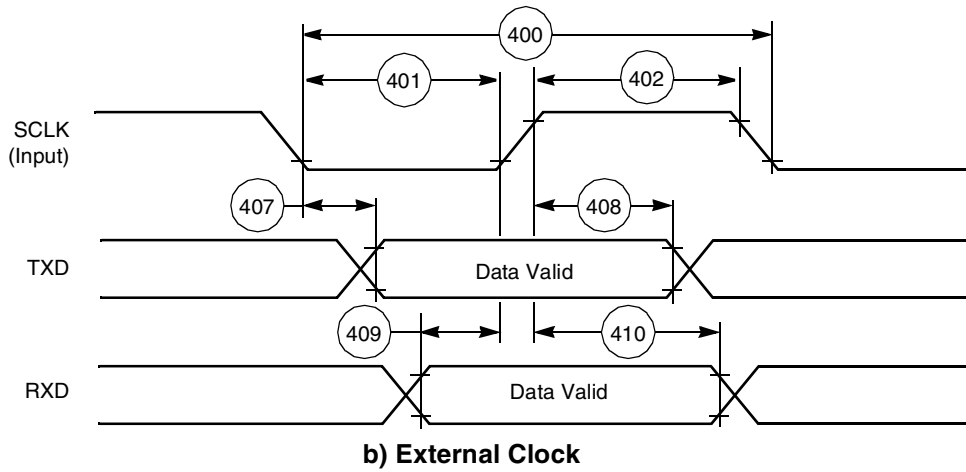 400
401
402
SCLK
(Input)
407
408
TXD
Data Valid
409
410
RXD
Data Valid
b) External Clock